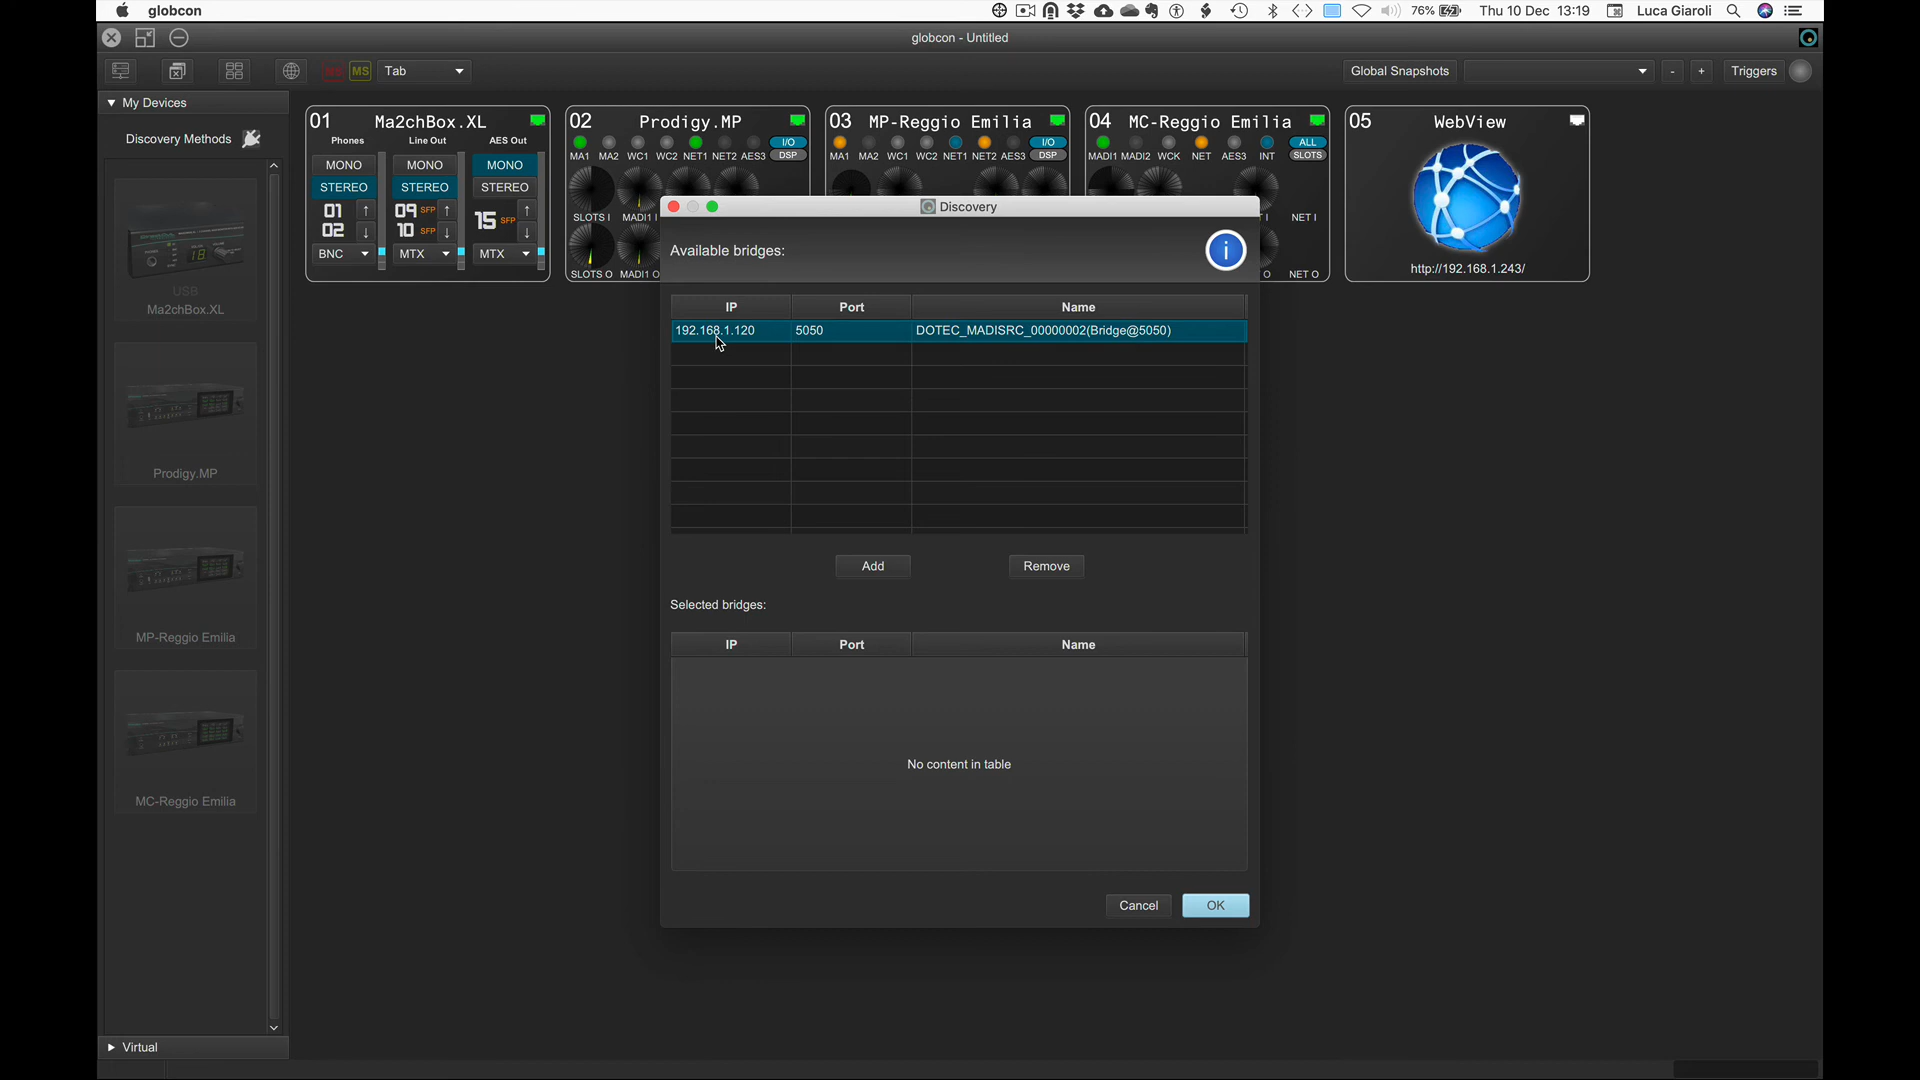 globcon
76%
Thu 10 Dec 13:19
Luca Giaroli
globcon - Untitled
MS
Tab
Global Snapshots
-
+
Triggers
My Devices
Discovery Methods
USB
Ma2chBox.XL
Prodigy.MP
MP-Reggio Emilia
MC-Reggio Emilia
Virtual
01 Ma2chBox.XL
Phones Line Out AES Out
MONO MONO MONO
STEREO STEREO STEREO
01 09 SFP 15 SFP
02 10 SFP
BNC MTX MTX
02 Prodigy.MP
I/O
MA1 MA2 WC1 WC2 NET1 NET2 AES3 DSP
SLOTS I MADI1 I
SLOTS O MADI1 O
03 MP-Reggio Emilia
I/O
MA1 MA2 WC1 WC2 NET1 NET2 AES3 DSP
04 MC-Reggio Emilia
ALL
MADI1 MADI2 WCK NET AES3 INT SLOTS
I NET I
O NET O
05 WebView
http://192.168.1.243/
Discovery
Available bridges:
i
IP Port Name
192.168.1.120 5050 DOTEC_MADISRC_00000002(Bridge@5050)
Add Remove
Selected bridges:
IP Port Name
No content in table
Cancel OK